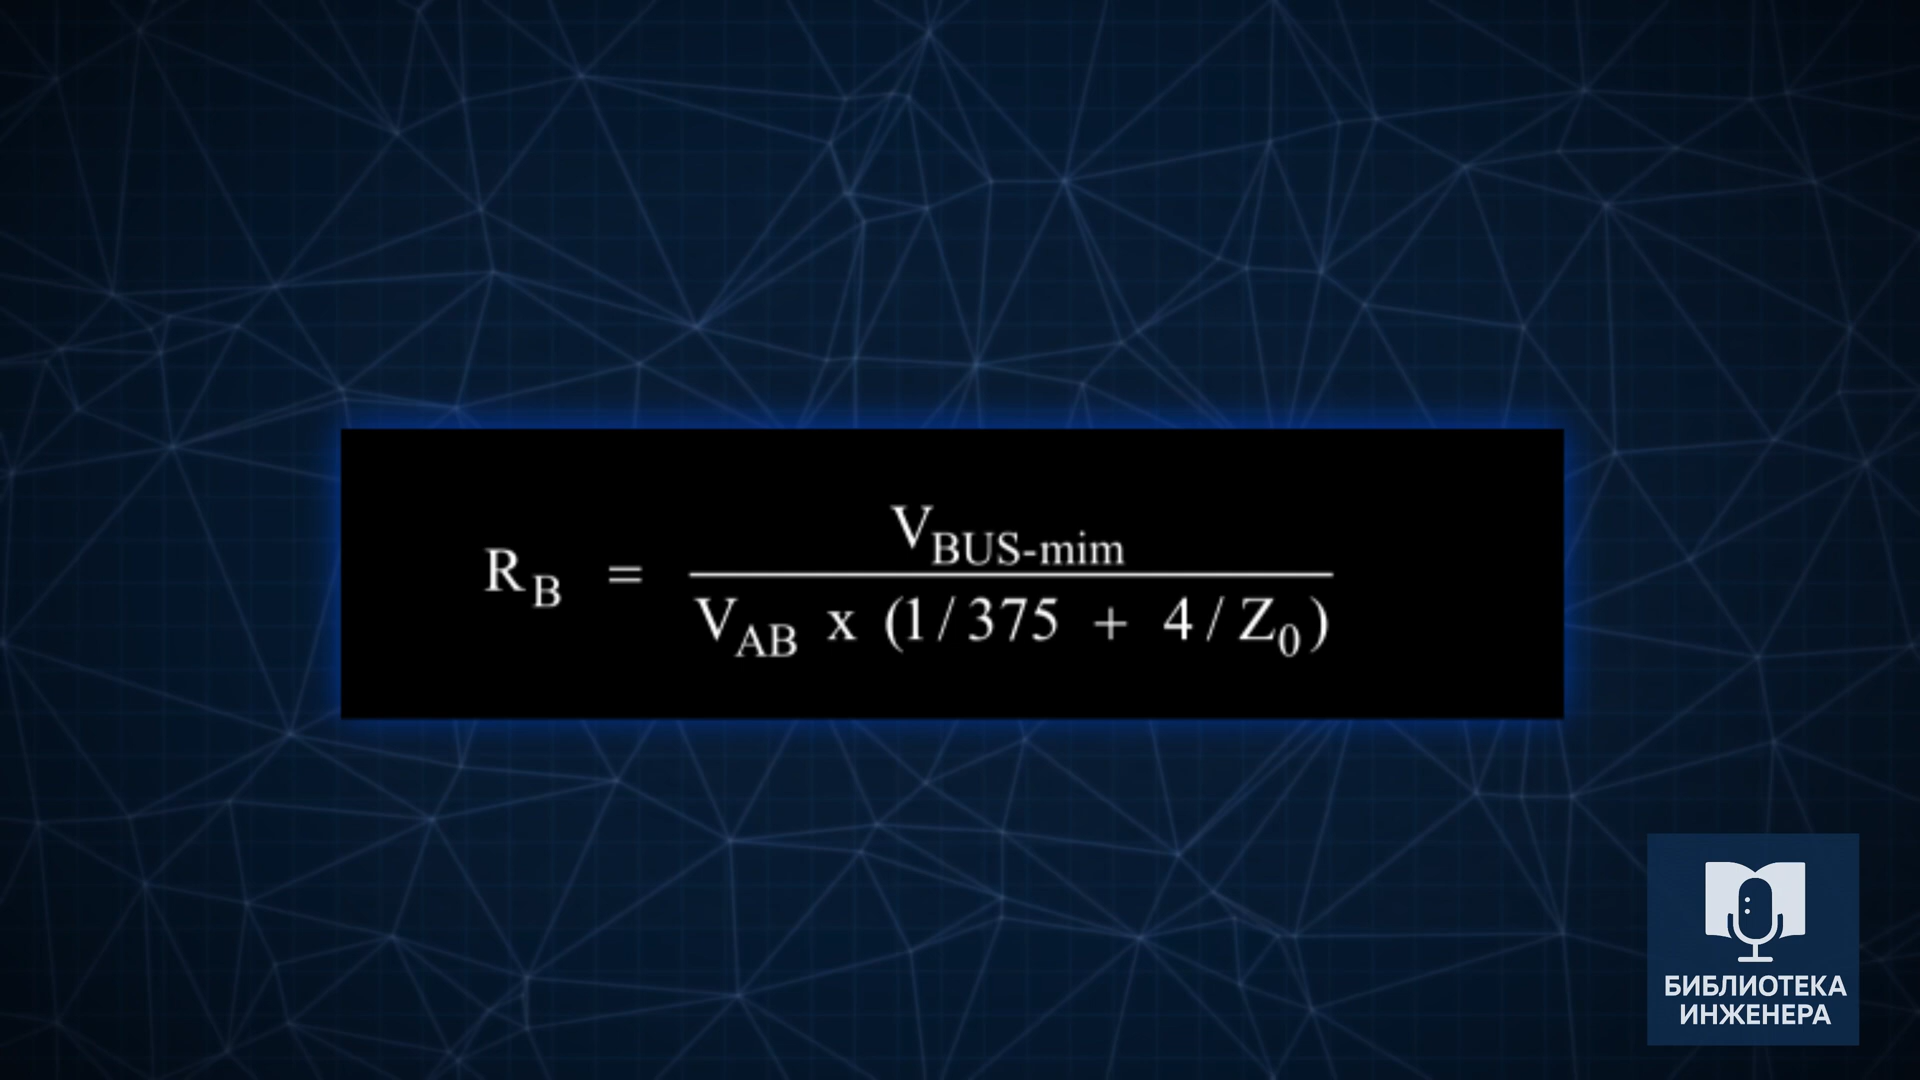 R_B = V_BUS-mim / (V_AB x (1/375 + 4/Z_0))
БИБЛИОТЕКА
ИНЖЕНЕРА